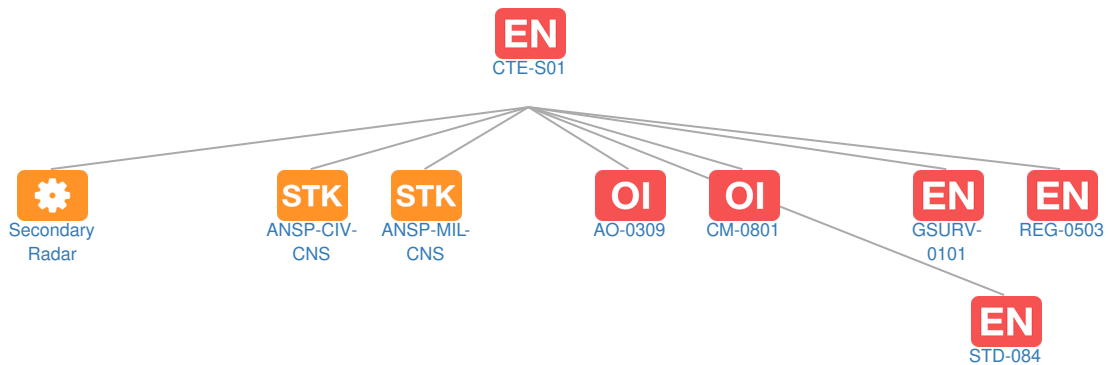 EN
CTE-S01
STK
STK
OI
OI
EN
EN
Secondary
Radar
ANSP-CIV-
CNS
ANSP-MIL-
CNS
AO-0309
CM-0801
GSURV-
0101
REG-0503
EN
STD-084